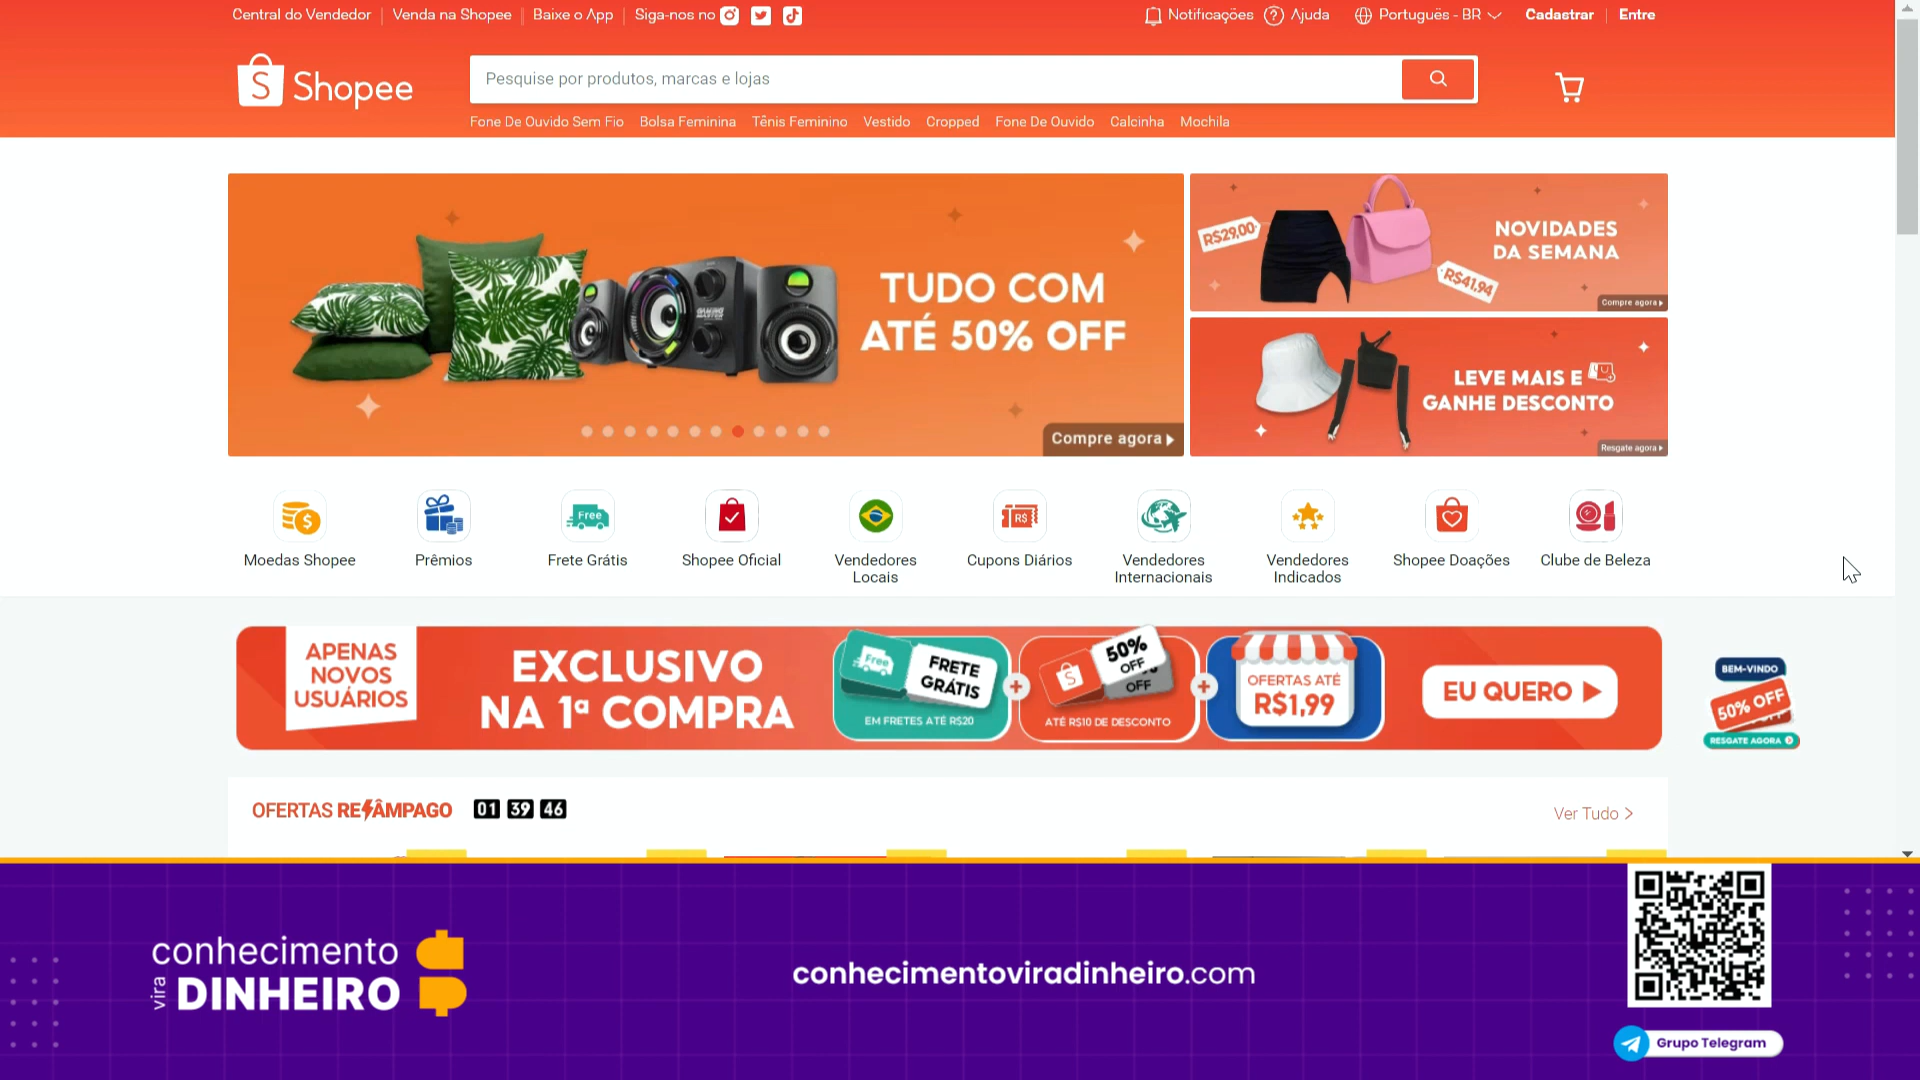 Central do Vendedor
Venda na Shopee
Baixe o App
Siga-nos no
Notificações
Ajuda
Português - BR
Cadastrar
Entre
Shopee
Pesquise por produtos, marcas e lojas
Fone De Ouvido Sem Fio
Bolsa Feminina
Tênis Feminino
Vestido
Cropped
Fone De Ouvido
Calcinha
Mochila
TUDO COM
ATÉ 50% OFF
Compre agora
R$29,00
NOVIDADES
DA SEMANA
R$41,94
Compre agora
LEVE MAIS E
GANHE DESCONTO
Resgate agora
Free
R$
Moedas Shopee
Prêmios
Frete Grátis
Shopee Oficial
Vendedores
Locais
Cupons Diários
Vendedores
Internacionais
Vendedores
Indicados
Shopee Doações
Clube de Beleza
APENAS
NOVOS
USUÁRIOS
EXCLUSIVO
NA 1ª COMPRA
Free
FRETE
GRÁTIS
EM FRETES ATÉ R$20
50%
OFF
OFF
ATÉ R$10 DE DESCONTO
OFERTAS ATÉ
R$1,99
EU QUERO
BEM-VINDO
50% OFF
RESGATE AGORA
OFERTAS RELÂMPAGO
01 39 46
Ver Tudo
conhecimento
vira DINHEIRO
conhecimentoviradinheiro.com
Grupo Telegram